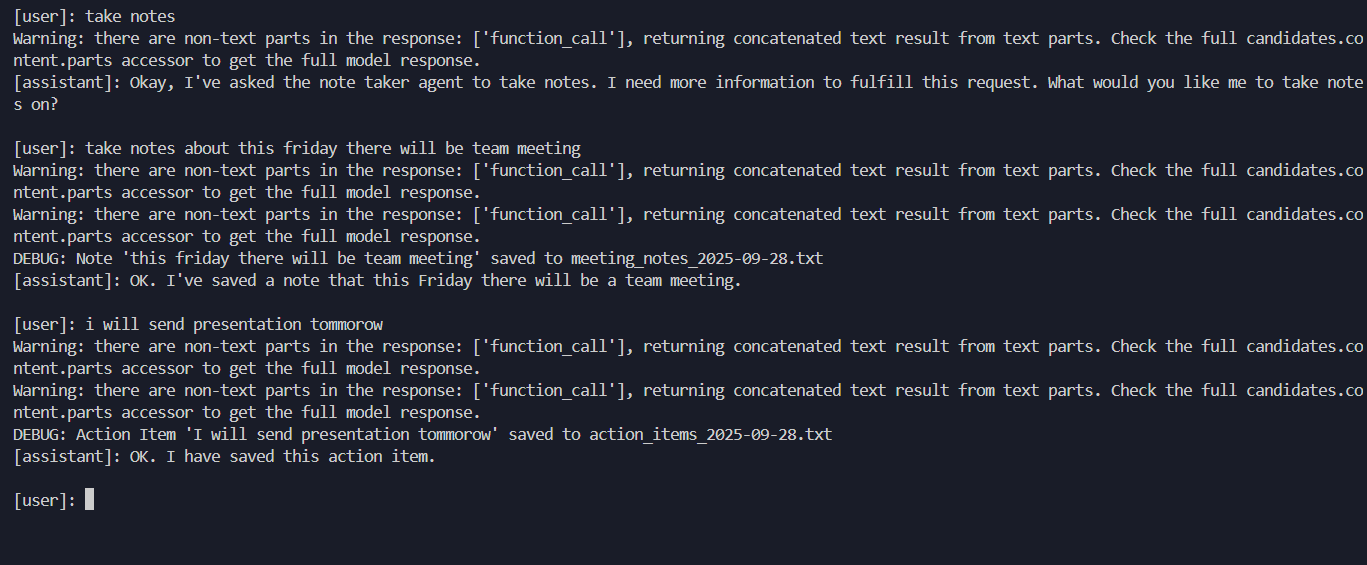 [user]: take notes
Warning: there are non-text parts in the response: ['function_call'], returning concatenated text result from text parts. Check the full candidates.co
ntent.parts accessor to get the full model response.
[assistant]: Okay, I've asked the note taker agent to take notes. I need more information to fulfill this request. What would you like me to take note
s on?
[user]: take notes about this friday there will be team meeting
Warning: there are non-text parts in the response: ['function_call'], returning concatenated text result from text parts. Check the full candidates.co
ntent.parts accessor to get the full model response.
Warning: there are non-text parts in the response: ['function_call'], returning concatenated text result from text parts. Check the full candidates.co
ntent.parts accessor to get the full model response.
DEBUG: Note 'this friday there will be team meeting' saved to meeting_notes_2025-09-28.txt
[assistant]: OK. I've saved a note that this Friday there will be a team meeting.
[user]: i will send presentation tommorow
Warning: there are non-text parts in the response: ['function_call'], returning concatenated text result from text parts. Check the full candidates.co
ntent.parts accessor to get the full model response.
Warning: there are non-text parts in the response: ['function_call'], returning concatenated text result from text parts. Check the full candidates.co
ntent.parts accessor to get the full model response.
DEBUG: Action Item 'I will send presentation tommorow' saved to action_items_2025-09-28.txt
[assistant]: OK. I have saved this action item.
[user]: